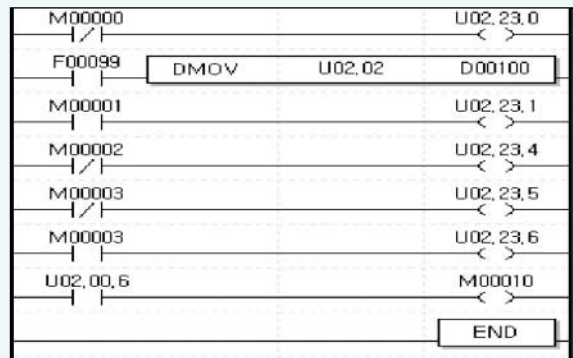 M00000 U02,23,0
F00099 DMOV U02,02 D00100
M00001 U02,23,1
M00002 U02,23,4
M00003 U02,23,5
M00003 U02,23,6
U02,00,6 M00010
END